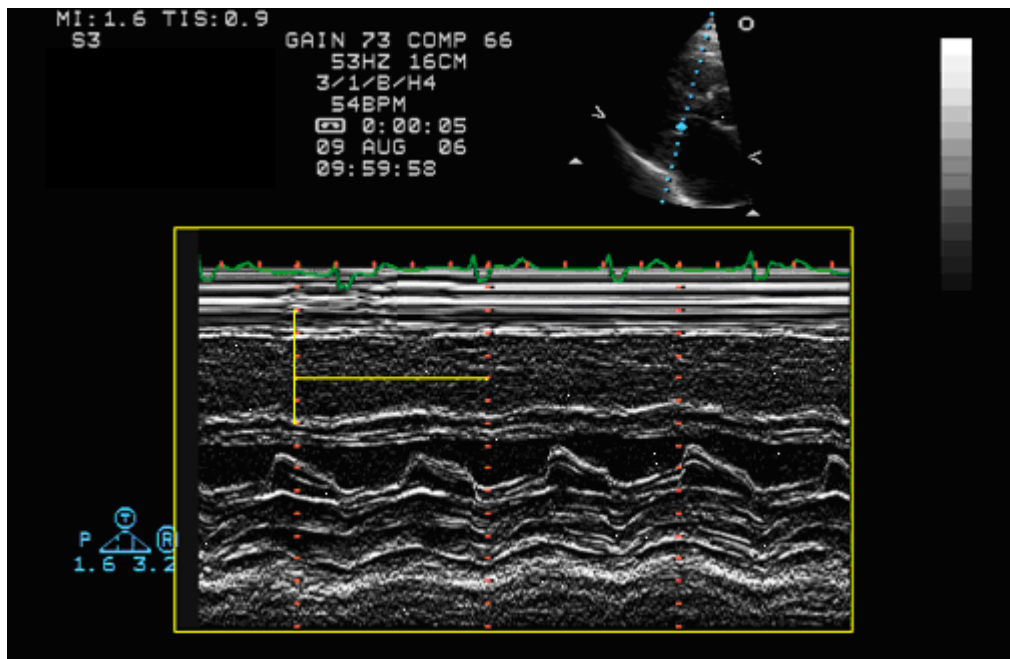 MI:1.6 TIS:0.9
S3
GAIN 73 COMP 66
53HZ 16CM
3/1/B/H4
54BPM
0:00:05
09 AUG 06
09:59:58
T
P R
1.6 3.2